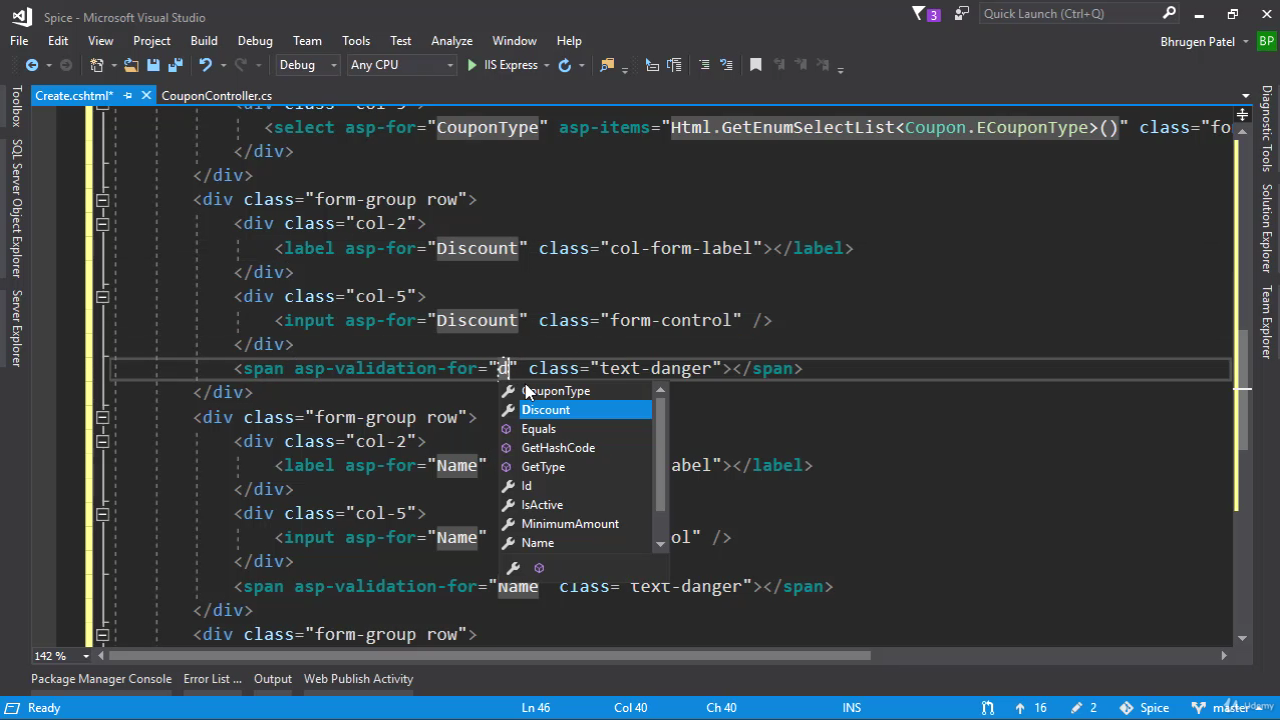 Spice - Microsoft Visual Studio
3
Quick Launch (Ctrl+Q)
File Edit View Project Build Debug Team Tools Test Analyze Window Help
Bhrugen Patel BP
Debug Any CPU IIS Express
Create.cshtml* CouponController.cs
Toolbox
SQL Server Object Explorer
Server Explorer
<select asp-for="CouponType" asp-items="Html.GetEnumSelectList<Coupon.ECouponType>()" class="fo
</div>
</div>
<div class="form-group row">
<div class="col-2">
<label asp-for="Discount" class="col-form-label"></label>
</div>
<div class="col-5">
<input asp-for="Discount" class="form-control" />
</div>
<span asp-validation-for="d" class="text-danger"></span>
</div>
<div class="form-group row">
<div class="col-2">
<label asp-for="Name" abel"></label>
</div>
<div class="col-5">
<input asp-for="Name" ol" />
</div>
<span asp-validation-for="Name class= text-danger"></span>
</div>
<div class="form-group row">
CouponType
Discount
Equals
GetHashCode
GetType
Id
IsActive
MinimumAmount
Name
Diagnostic Tools
Solution Explorer
Team Explorer
142 %
Package Manager Console Error List ... Output Web Publish Activity
Ready Ln 46 Col 40 Ch 40 INS 16 2 Spice master
Udemy